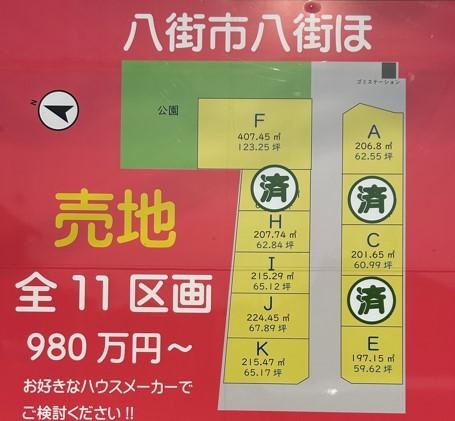 八街市八街ほ
ゴミステーション
N
公園
F
407.45 ㎡
123.25 坪
A
206.8 ㎡
62.55 坪
済
済
売地
H
207.74 ㎡
62.84 坪
C
201.65 ㎡
60.99 坪
I
215.29 ㎡
65.12 坪
済
全11区画
J
224.45 ㎡
67.89 坪
980 万円～
K
215.47 ㎡
65.17 坪
E
197.15 ㎡
59.62 坪
お好きなハウスメーカーで
ご検討ください!!